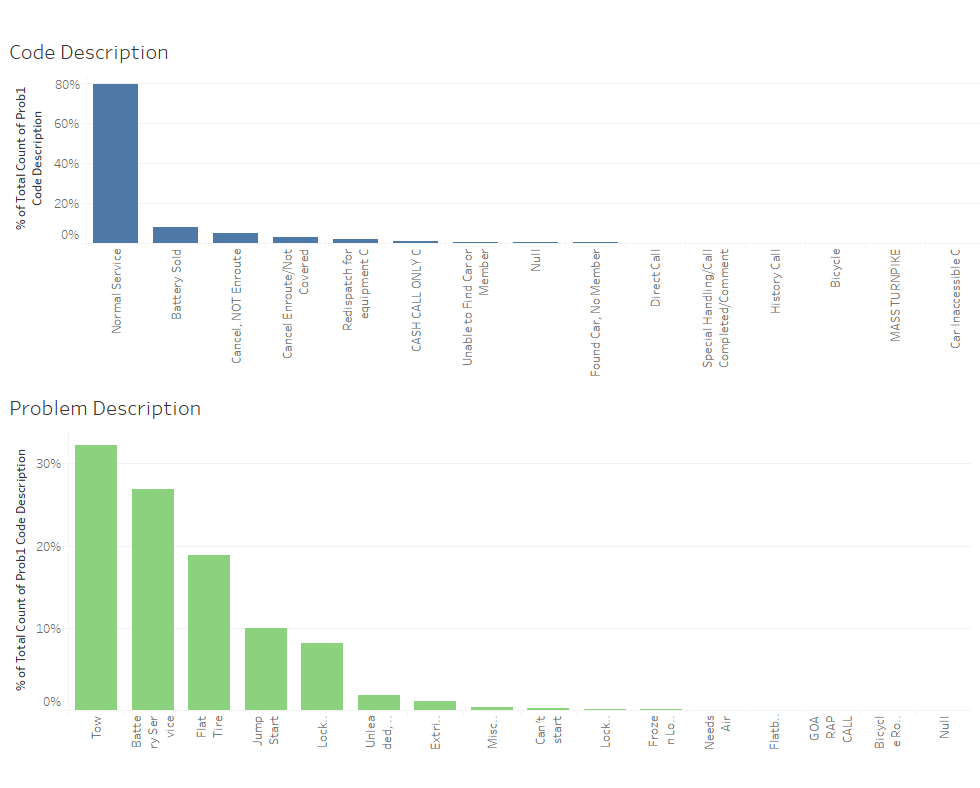 Code Description
% of Total Count of Prob1
Code Description
80%
60%
40%
20%
0%
Normal Service
Battery Sold
Cancel, NOT Enroute
Cancel Enroute/Not
Covered
Redispatch for
equipment C
CASH CALL ONLY C
Unable to Find Car or
Member
Null
Found Car, No Member
Direct Call
Special Handling/Call
Completed/Comment
History Call
Bicycle
MASS TURNPIKE
Car Inaccessible C
Problem Description
% of Total Count of Prob1 Code Description
30%
20%
10%
0%
Tow
Batte
ry Ser
vice
Flat
Tire
Jump
Start
Lock..
Unlea
ded, ..
Extri..
Misc..
Can't
start
Lock..
Froze
n Lo..
Needs
Air
Flatb..
GOA
RAP
CALL
Bicycl
e Ro..
Null